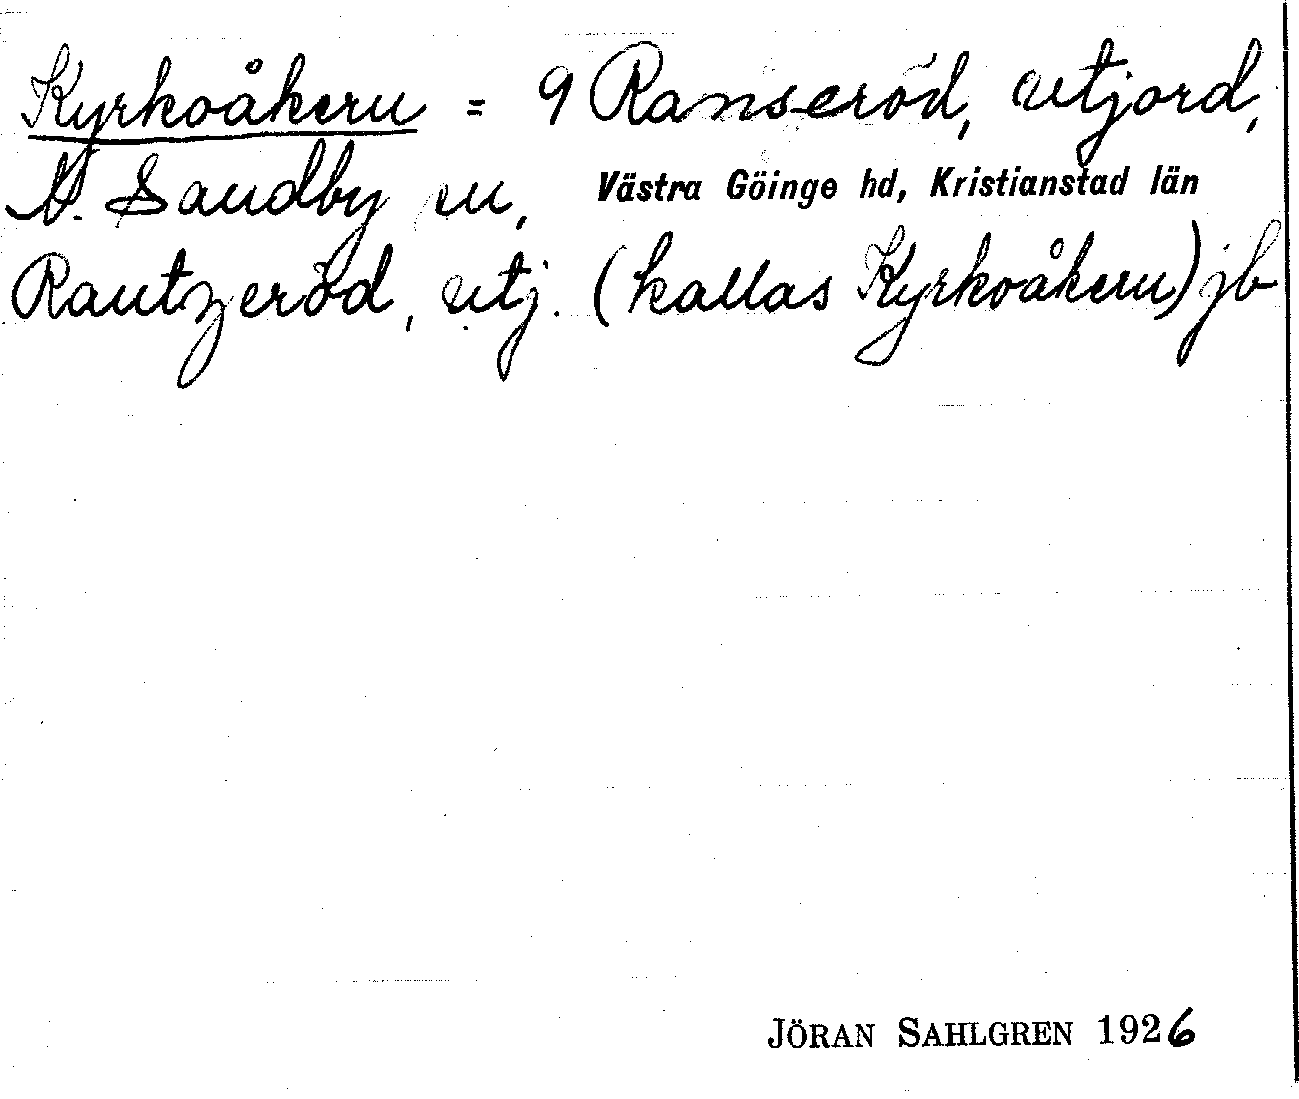 Kyrkoåkern = 9 Ranseröd, utjord,
N. Sandby sn, Västra Göinge hd, Kristianstad län
Rantzeröd, utj. (kallas Kyrkoåkern) jb
JÖRAN SAHLGREN 1926